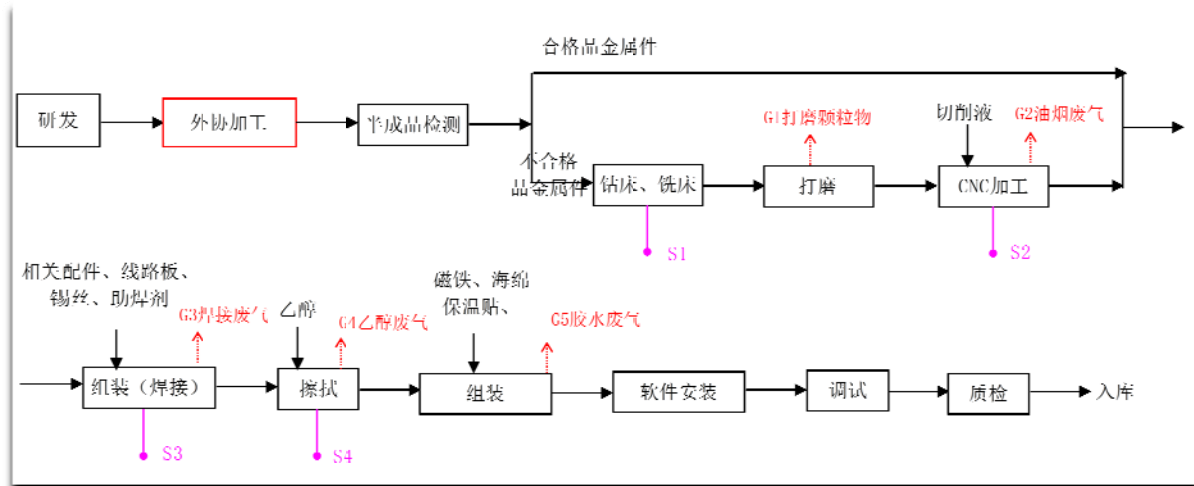 合格品金属件
研发
外协加工
半成品检测
不合格
品金属件
钻床、铣床
G1打磨颗粒物
打磨
切削液
G2油烟废气
CNC加工
S1
S2
相关配件、线路板、
锡丝、助焊剂
G3焊接废气
乙醇
G4乙醇废气
磁铁、海绵
保温贴、
G5胶水废气
组装（焊接）
擦拭
组装
软件安装
调试
质检
入库
S3
S4